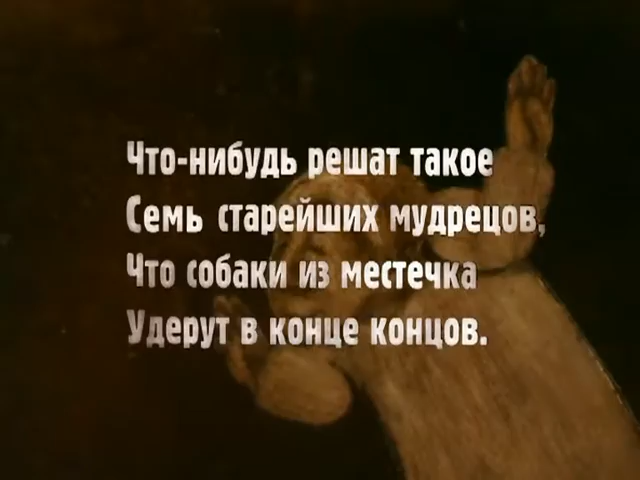 Что-нибудь решат такое
Семь старейших мудрецов,
Что собаки из местечка
Удерут в конце концов.